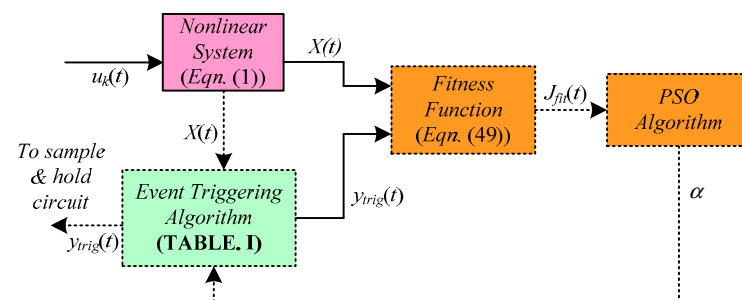 Nonlinear
System
(Eqn. (1))
u_k(t)
X(t)
X(t)
Fitness
Function
(Eqn. (49))
J_fit(t)
PSO
Algorithm
To sample
& hold
circuit
y_trig(t)
Event Triggering
Algorithm
(TABLE. I)
y_trig(t)
α